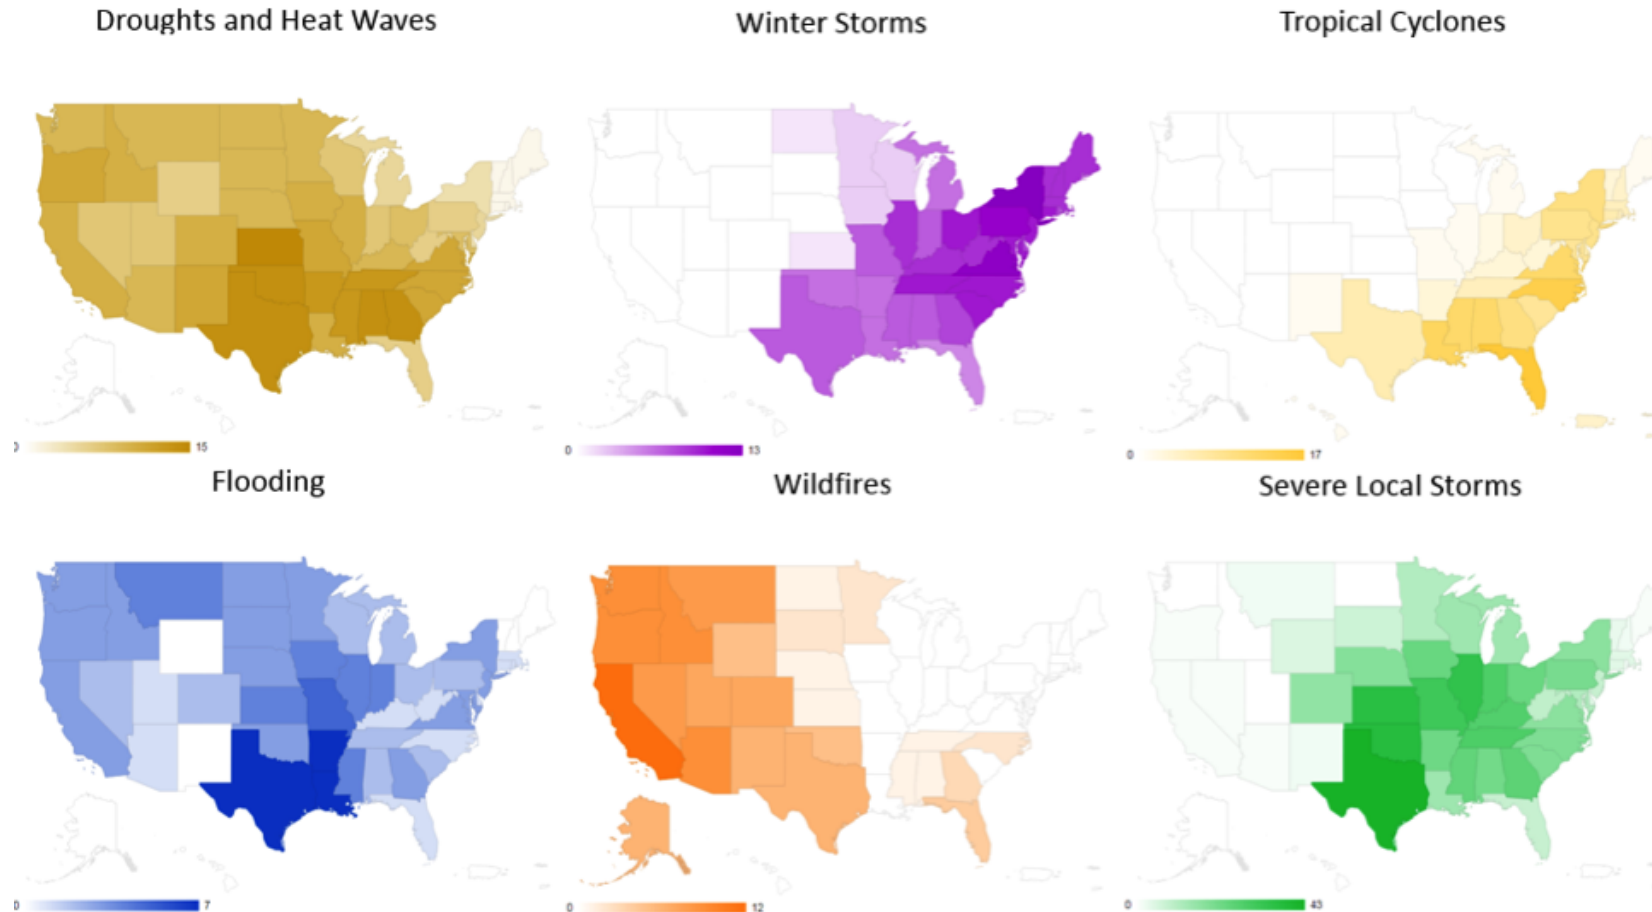 Droughts and Heat Waves
Winter Storms
Tropical Cyclones
0 15
0 13
0 17
Flooding
Wildfires
Severe Local Storms
0 7
0 12
0 43